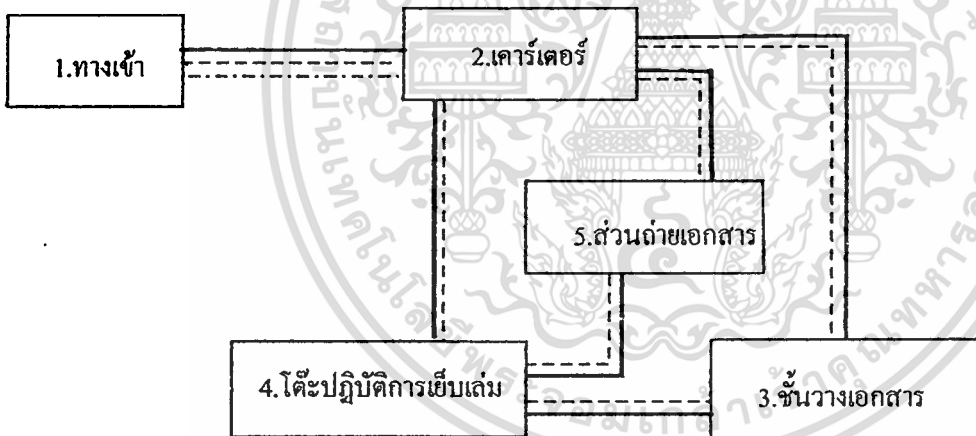 1.ทางเข้า
2.เคาร์เตอร์
5.ส่วนถ่ายเอกสาร
4.โต๊ะปฎิบัติการเย็บเล่ม
3.ชั้นวางเอกสาร